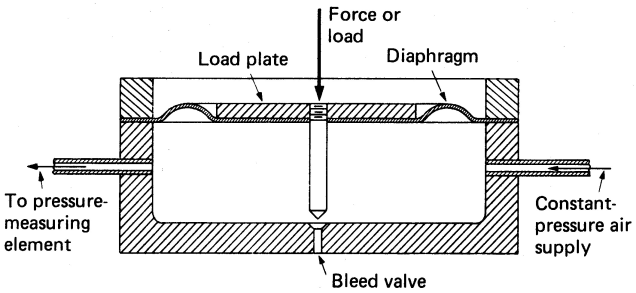 Force or
load
Load plate
Diaphragm
To pressure-
measuring
element
Constant-
pressure air
supply
Bleed valve